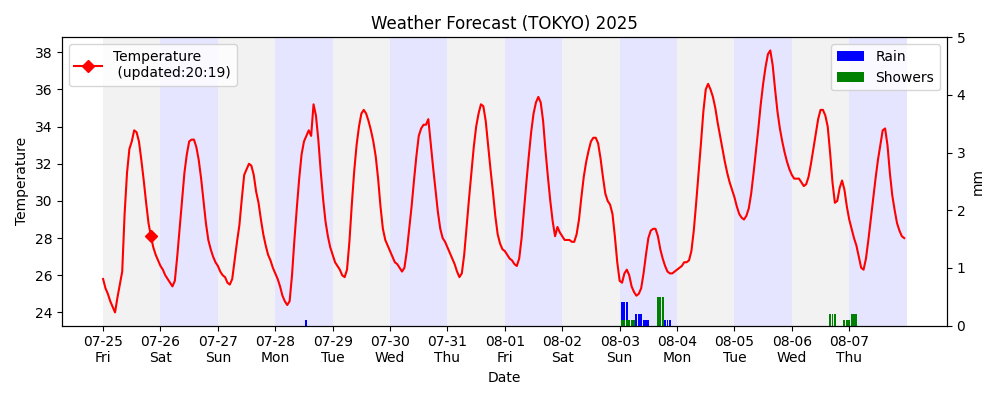 Weather Forecast (TOKYO) 2025
Temperature
(updated:20:19)
Rain
Showers
38
36
34
32
30
28
26
24
Temperature
5
4
3
2
1
0
mm
07-25 07-26 07-27 07-28 07-29 07-30 07-31 08-01 08-02 08-03 08-04 08-05 08-06 08-07
Fri Sat Sun Mon Tue Wed Thu Fri Sat Sun Mon Tue Wed Thu
Date